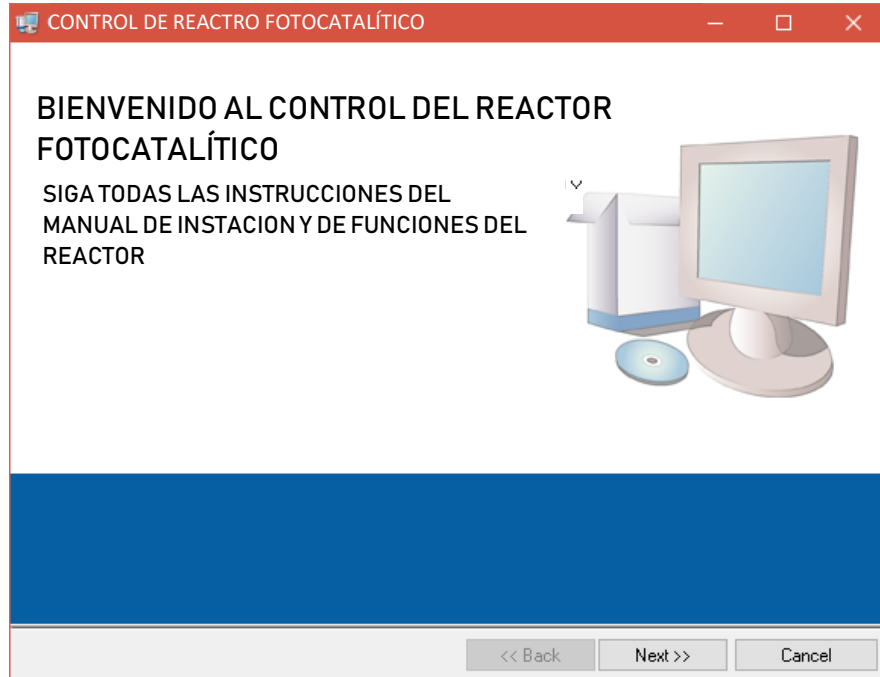 CONTROL DE REACTRO FOTOCATALÍTICO
BIENVENIDO AL CONTROL DEL REACTOR
FOTOCATALÍTICO
SIGA TODAS LAS INSTRUCCIONES DEL
MANUAL DE INSTACION Y DE FUNCIONES DEL
REACTOR
<< Back Next >> Cancel